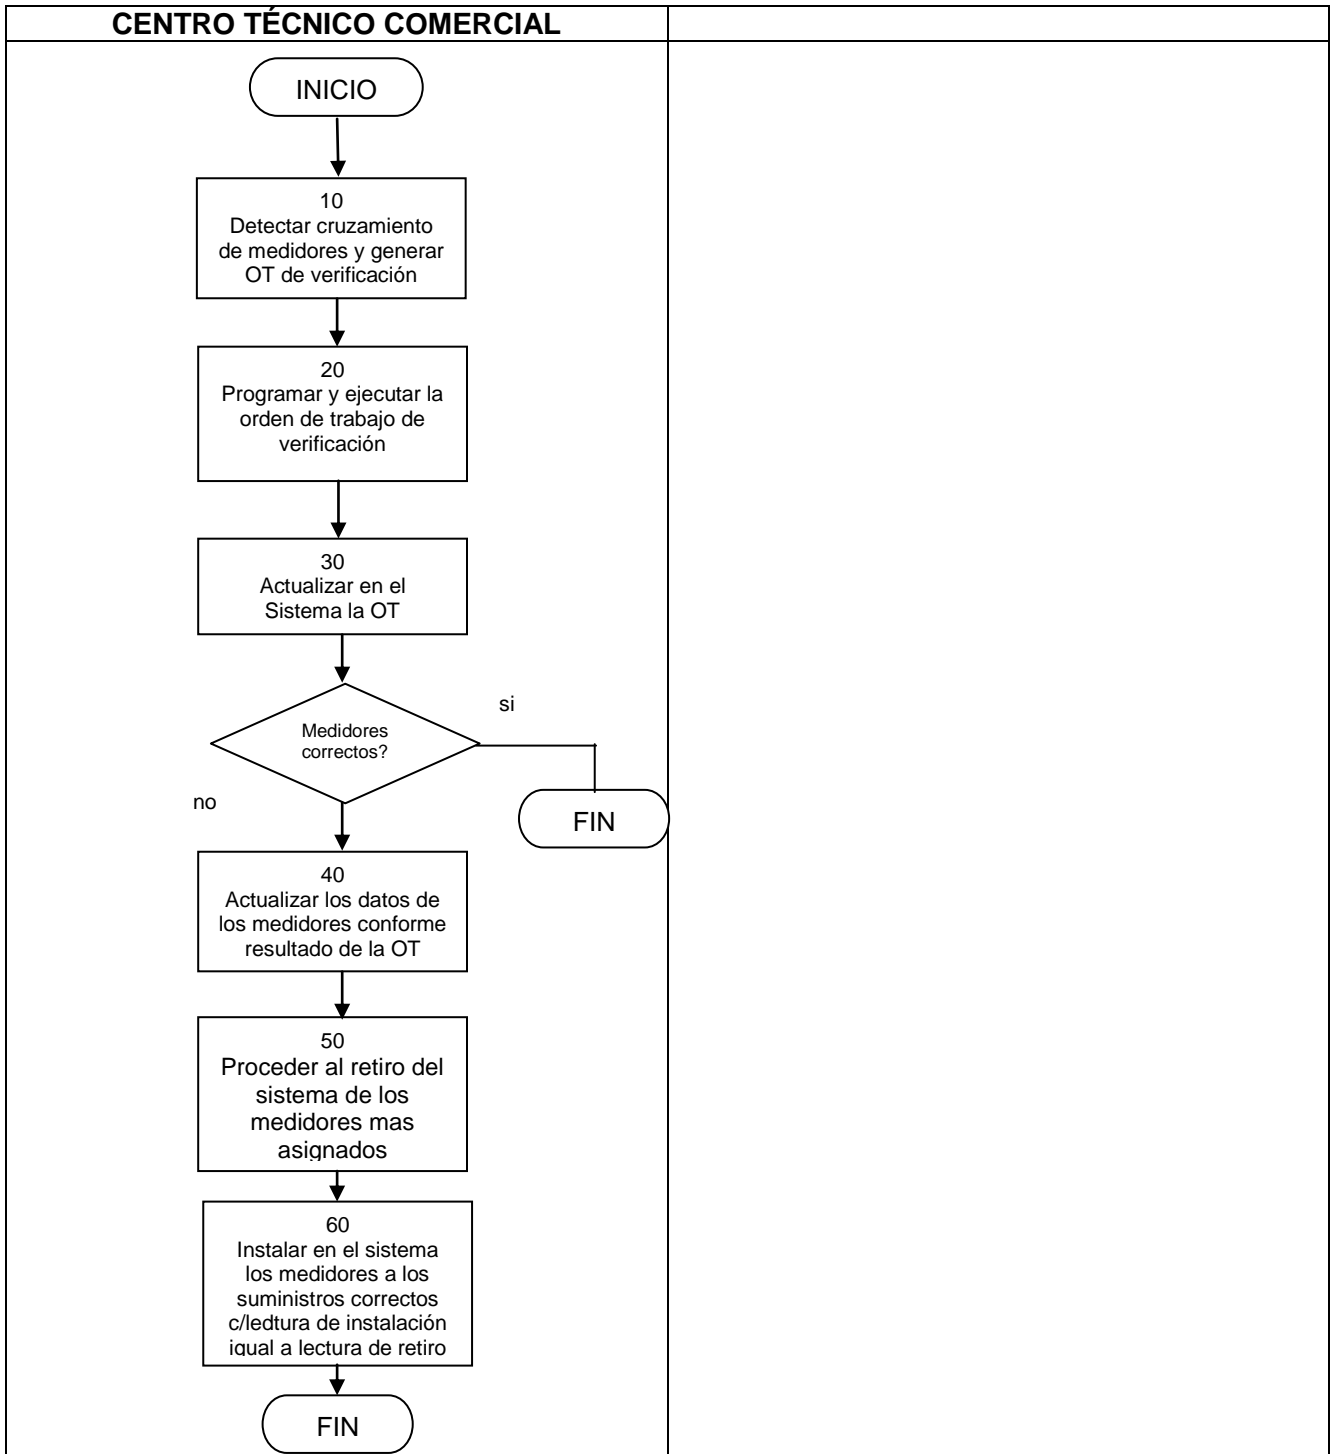 CENTRO TÉCNICO COMERCIAL
INICIO
10
Detectar cruzamiento
de medidores y generar
OT de verificación
20
Programar y ejecutar la
orden de trabajo de
verificación
30
Actualizar en el
Sistema la OT
si
Medidores
correctos?
no
FIN
40
Actualizar los datos de
los medidores conforme
resultado de la OT
50
Proceder al retiro del
sistema de los
medidores mas
asignados
60
Instalar en el sistema
los medidores a los
suministros correctos
c/ledtura de instalación
igual a lectura de retiro
FIN